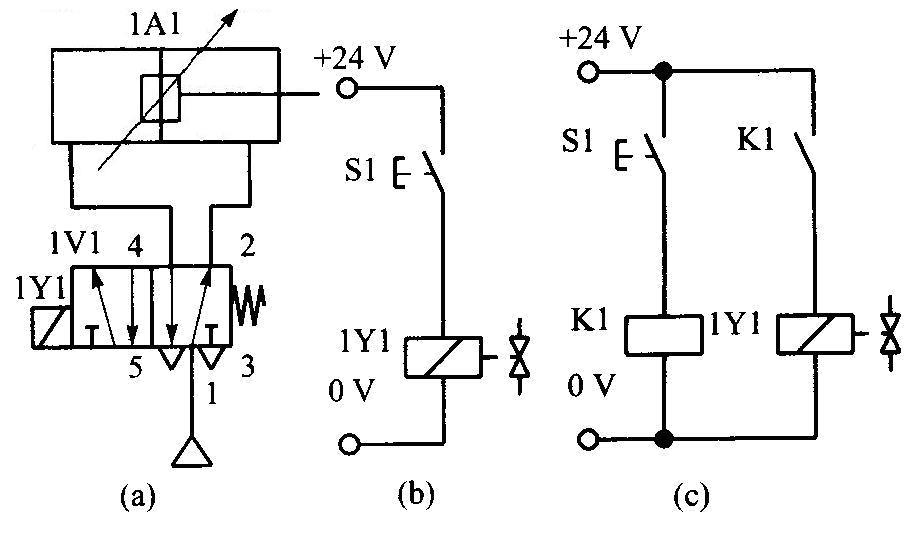 1A1
1V1 4 2
1Y1
5 1 3
(a)
+24 V
S1
1Y1
0 V
(b)
+24 V
S1 K1
K1 1Y1
0 V
(c)